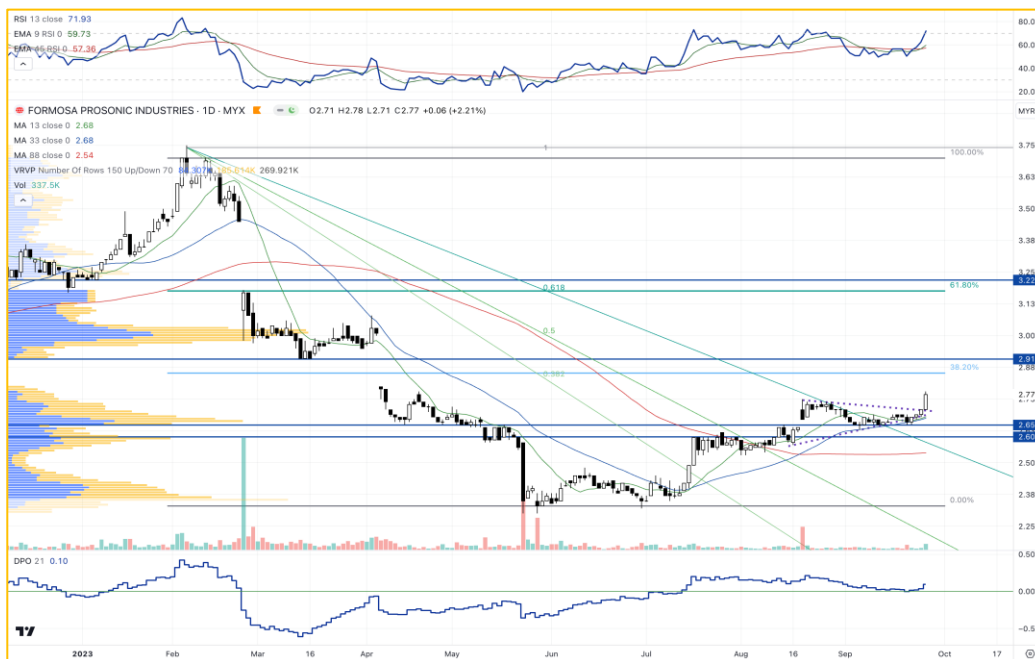 RSI 13 close 71.93
EMA 9 RSI 0 59.73
EMA 45 RSI 0 57.36
80.0
60.0
40.0
20.0
FORMOSA PROSONIC INDUSTRIES · 1D · MYX O2.71 H2.78 L2.71 C2.77 +0.06 (+2.21%)
MYR
MA 13 close 0 2.68
MA 33 close 0 2.68
MA 88 close 0 2.54
VRVP Number Of Rows 150 Up/Down 70 269.921K
Vol 337.5K
1
100.00%
3.75
3.63
3.50
3.38
3.25
3.22
0.618
61.80%
3.13
0.5
3.00
2.91
2.88
0.382
38.20%
2.77
2.65
2.60
2.50
2.38
0.00%
2.25
DPO 21 0.10
0.50
0.00
-0.5
2023
Feb
Mar
16
Apr
May
Jun
Jul
Aug
16
Sep
Oct
17